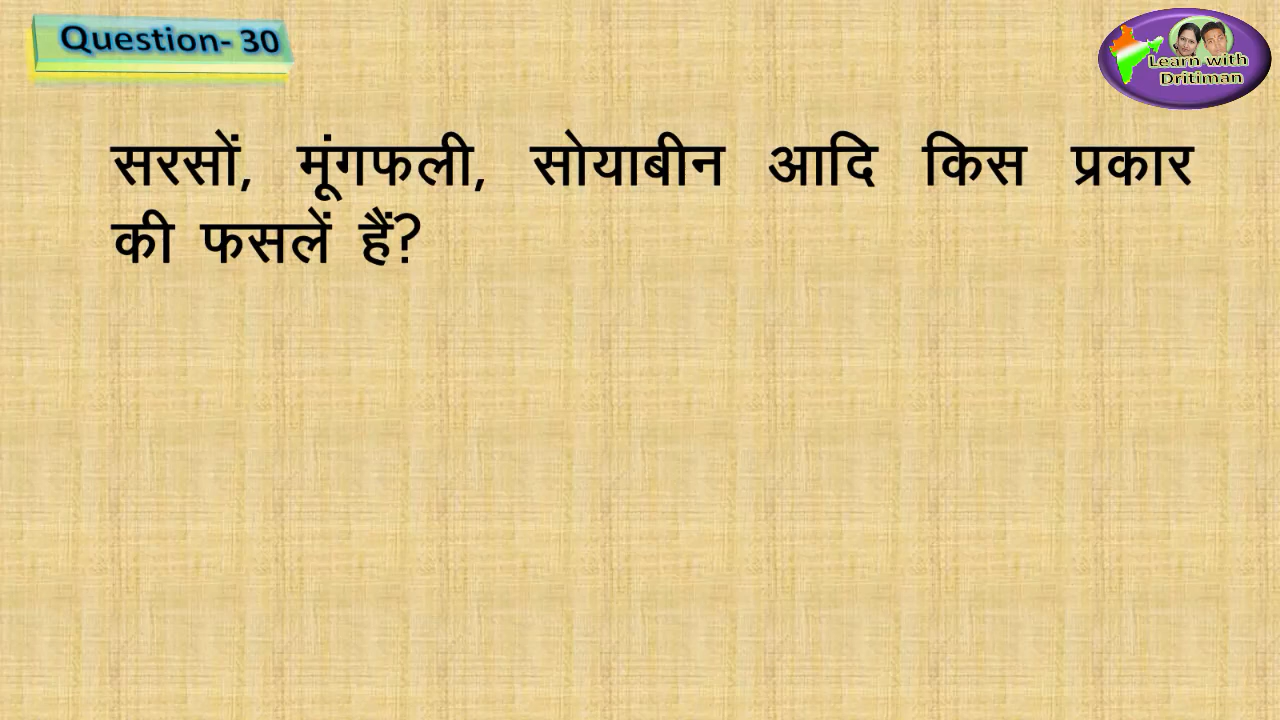 Question- 30
Learn with
Dritiman
सरसों, मूंगफली, सोयाबीन आदि किस प्रकार
की फसलें हैं?